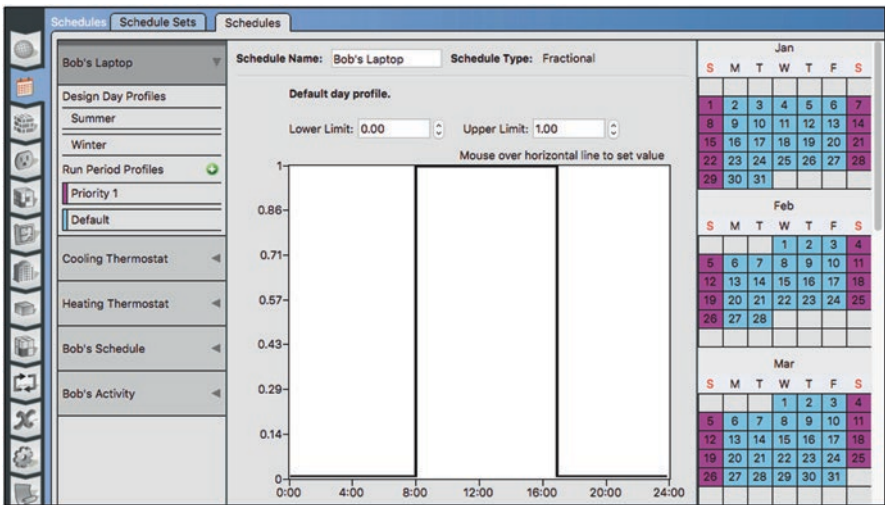 Schedules Schedule Sets Schedules
Bob's Laptop
Design Day Profiles
Summer
Winter
Run Period Profiles
Priority 1
Default
Cooling Thermostat
Heating Thermostat
Bob's Schedule
Bob's Activity
Schedule Name: Bob's Laptop Schedule Type: Fractional
Default day profile.
Lower Limit: 0.00 Upper Limit: 1.00
Mouse over horizontal line to set value
1
0.86
0.71
0.57
0.43
0.29
0.14
0
0:00 4:00 8:00 12:00 16:00 20:00 24:00
Jan
S M T W T F S
1 2 3 4 5 6 7
8 9 10 11 12 13 14
15 16 17 18 19 20 21
22 23 24 25 26 27 28
29 30 31
Feb
S M T W T F S
1 2 3 4
5 6 7 8 9 10 11
12 13 14 15 16 17 18
19 20 21 22 23 24 25
26 27 28
Mar
S M T W T F S
1 2 3 4
5 6 7 8 9 10 11
12 13 14 15 16 17 18
19 20 21 22 23 24 25
26 27 28 29 30 31